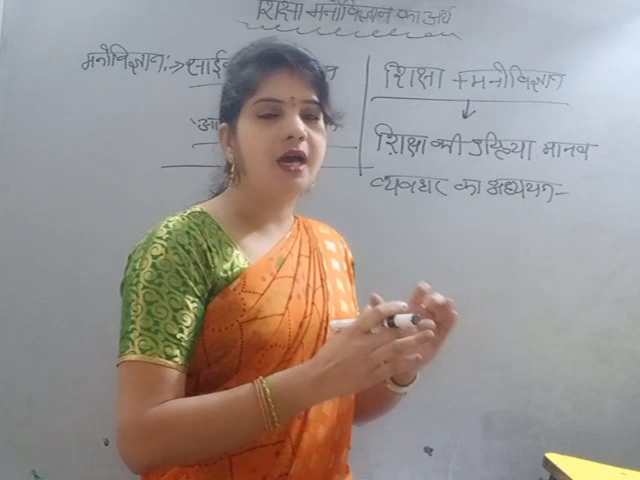 शिक्षा मनोविज्ञान का अर्थ
मनोविज्ञान:→साई
शिक्षा + मनोविज्ञान
शिक्षा की प्रक्रिया मानव
व्यवहार का अध्ययन-